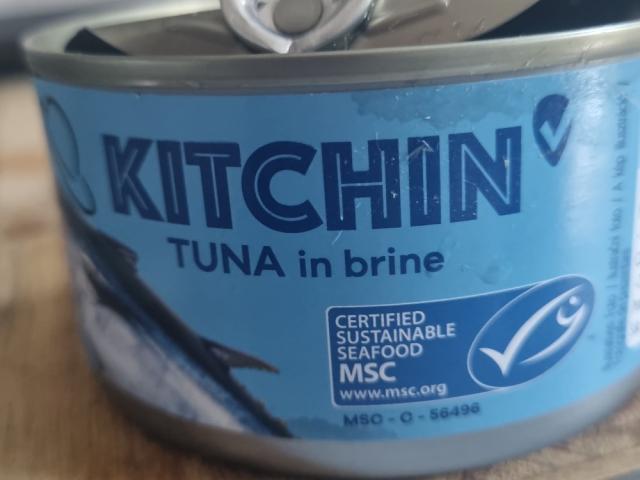 KITCHIN
TUNA in brine
CERTIFIED
SUSTAINABLE
SEAFOOD
MSC
www.msc.org
MSC - C - 56496